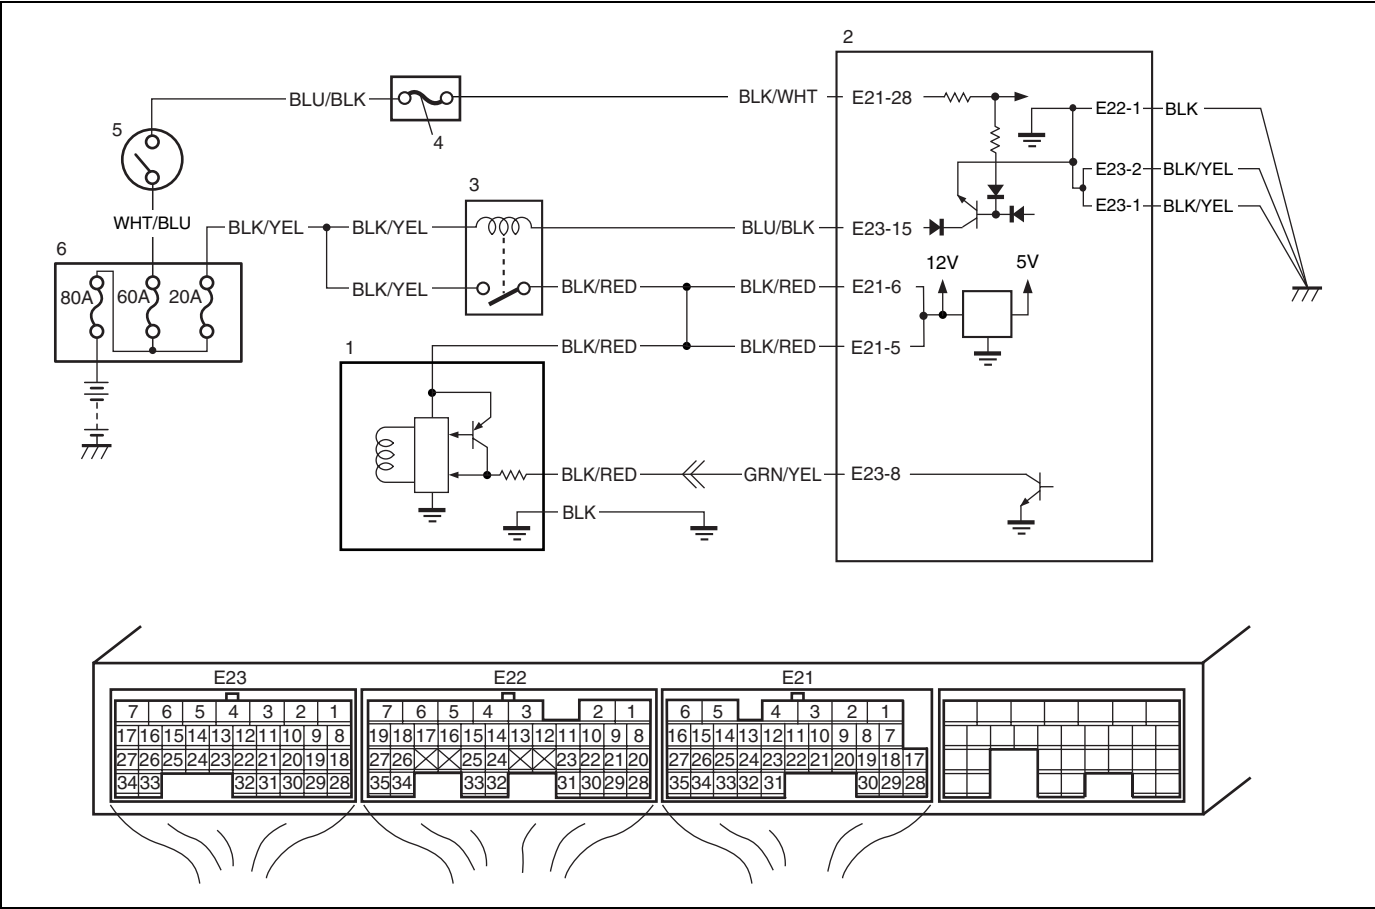 2
BLU/BLK
4
BLK/WHT
E21-28
E22-1
BLK
5
E23-2
BLK/YEL
E23-1
BLK/YEL
3
WHT/BLU
BLK/YEL
BLK/YEL
BLU/BLK
E23-15
6
12V
5V
80A
60A
20A
BLK/YEL
BLK/RED
BLK/RED
E21-6
1
BLK/RED
BLK/RED
E21-5
BLK/RED
GRN/YEL
E23-8
BLK
E23
E22
E21
7 6 5 4 3 2 1
17 16 15 14 13 12 11 10 9 8
27 26 25 24 23 22 21 20 19 18
34 33 32 31 30 29 28
7 6 5 4 3 2 1
19 18 17 16 15 14 13 12 11 10 9 8
27 26 25 24 23 22 21 20
35 34 33 32 31 30 29 28
6 5 4 3 2 1
16 15 14 13 12 11 10 9 8 7
27 26 25 24 23 22 21 20 19 18 17
35 34 33 32 31 30 29 28